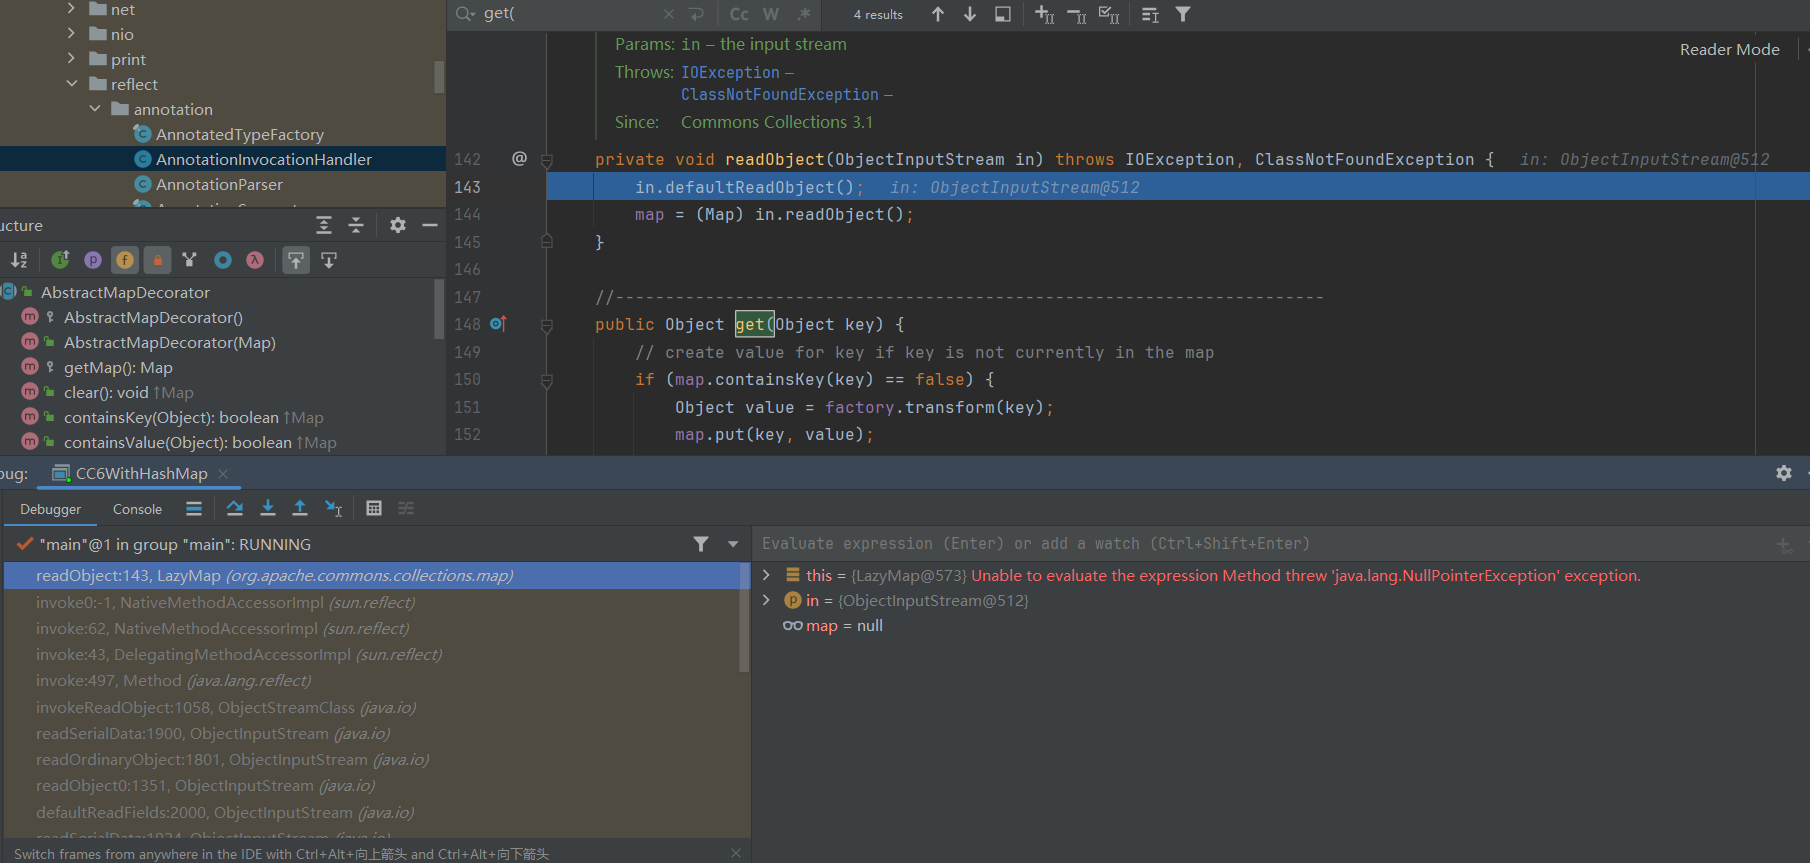 net
nio
print
reflect
annotation
AnnotatedTypeFactory
AnnotationInvocationHandler
AnnotationParser
ucture
AbstractMapDecorator
AbstractMapDecorator()
AbstractMapDecorator(Map)
getMap(): Map
clear(): void ↑Map
containsKey(Object): boolean ↑Map
containsValue(Object): boolean ↑Map
get(
Cc W .*
4 results
Reader Mode
Params: in – the input stream
Throws: IOException –
ClassNotFoundException –
Since: Commons Collections 3.1
142 @ private void readObject(ObjectInputStream in) throws IOException, ClassNotFoundException { in: ObjectInputStream@512
143 in.defaultReadObject(); in: ObjectInputStream@512
144 map = (Map) in.readObject();
145 }
146
147 //-----------------------------------------------------------------------
148 public Object get(Object key) {
149 // create value for key if key is not currently in the map
150 if (map.containsKey(key) == false) {
151 Object value = factory.transform(key);
152 map.put(key, value);
bug: CC6WithHashMap
Debugger Console
"main"@1 in group "main": RUNNING
readObject:143, LazyMap (org.apache.commons.collections.map)
invoke0:-1, NativeMethodAccessorImpl (sun.reflect)
invoke:62, NativeMethodAccessorImpl (sun.reflect)
invoke:43, DelegatingMethodAccessorImpl (sun.reflect)
invoke:497, Method (java.lang.reflect)
invokeReadObject:1058, ObjectStreamClass (java.io)
readSerialData:1900, ObjectInputStream (java.io)
readOrdinaryObject:1801, ObjectInputStream (java.io)
readObject0:1351, ObjectInputStream (java.io)
defaultReadFields:2000, ObjectInputStream (java.io)
readSerialData:1924, ObjectInputStream (java.io)
Evaluate expression (Enter) or add a watch (Ctrl+Shift+Enter)
this = {LazyMap@573} Unable to evaluate the expression Method threw 'java.lang.NullPointerException' exception.
in = {ObjectInputStream@512}
map = null
Switch frames from anywhere in the IDE with Ctrl+Alt+向上箭头 and Ctrl+Alt+向下箭头